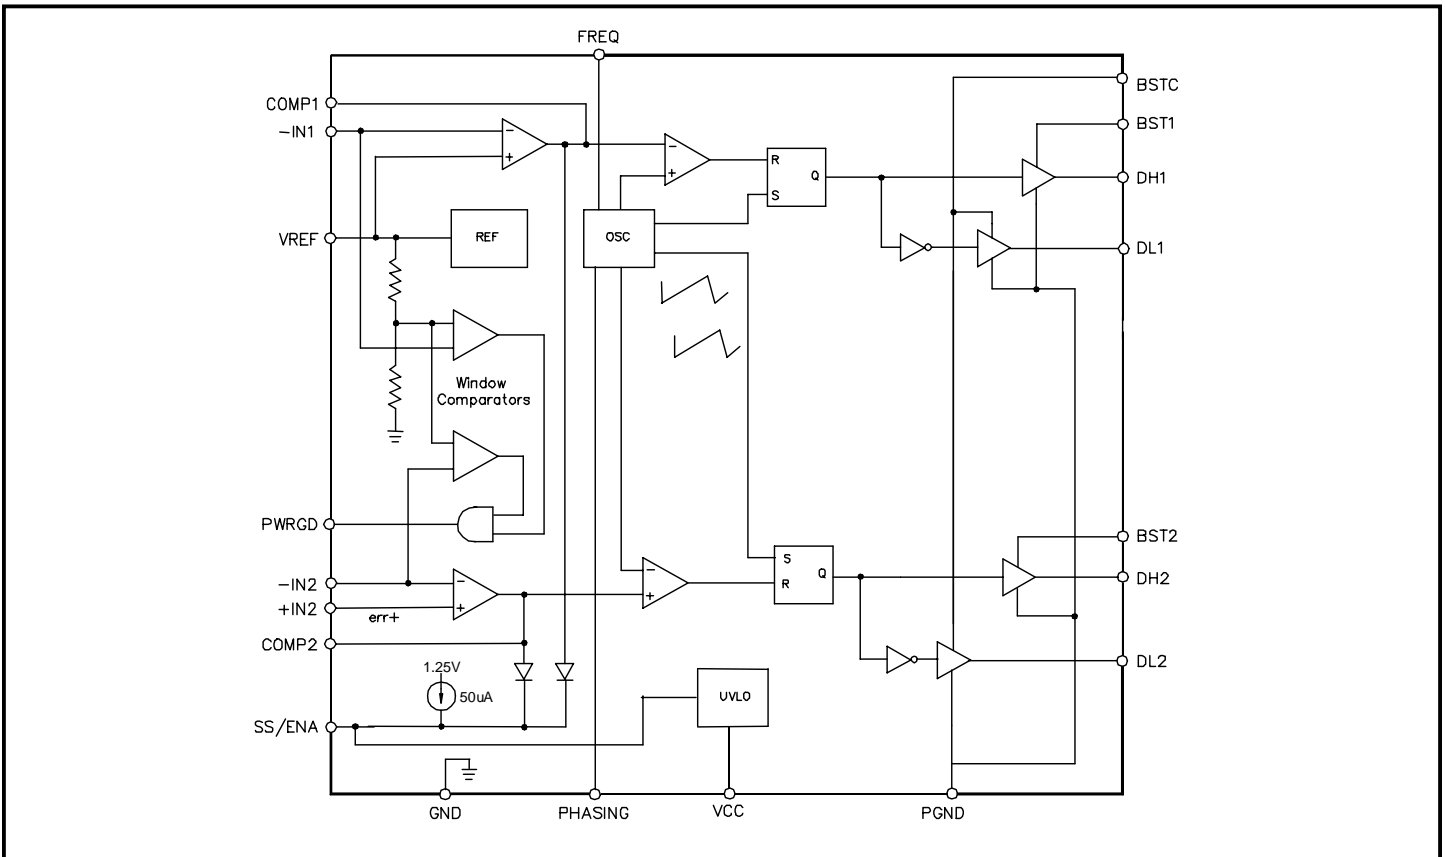 FREQ
COMP1
-IN1
VREF
PWRGD
-IN2
+IN2
COMP2
SS/ENA
-
+
REF
Window
Comparators
-
+
err+
1.25V
50uA
OSC
-
+
R
S
Q
-
+
S
R
Q
UVLO
BSTC
BST1
DH1
DL1
BST2
DH2
DL2
GND
PHASING
VCC
PGND